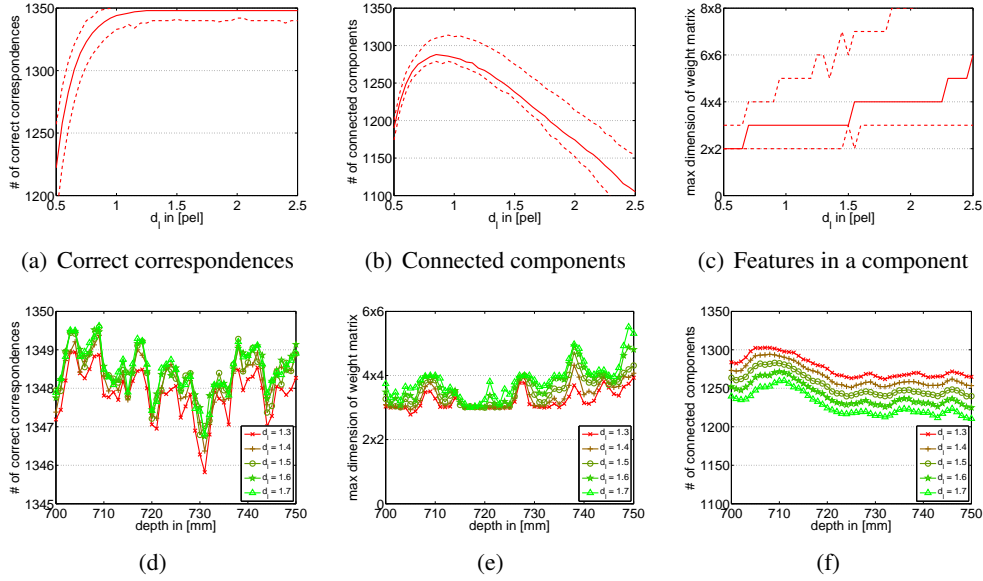 # of correct correspondences
1350
1300
1250
1200
0.5
1
1.5
2
2.5
d_l in [pel]
(a) Correct correspondences
# of connected components
1350
1300
1250
1200
1150
1100
0.5
1
1.5
2
2.5
d_l in [pel]
(b) Connected components
max dimension of weight matrix
8x8
6x6
4x4
2x2
0
0.5
1
1.5
2
2.5
d_l in [pel]
(c) Features in a component
# of correct correspondences
1350
1349
1348
1347
1346
1345
700
710
720
730
740
750
depth in [mm]
d_l = 1.3
d_l = 1.4
d_l = 1.5
d_l = 1.6
d_l = 1.7
(d)
max dimension of weight matrix
6x6
4x4
2x2
0
700
710
720
730
740
750
depth in [mm]
d_l = 1.3
d_l = 1.4
d_l = 1.5
d_l = 1.6
d_l = 1.7
(e)
# of connected components
1350
1300
1250
1200
1100
700
710
720
730
740
750
depth in [mm]
d_l = 1.3
d_l = 1.4
d_l = 1.5
d_l = 1.6
d_l = 1.7
(f)